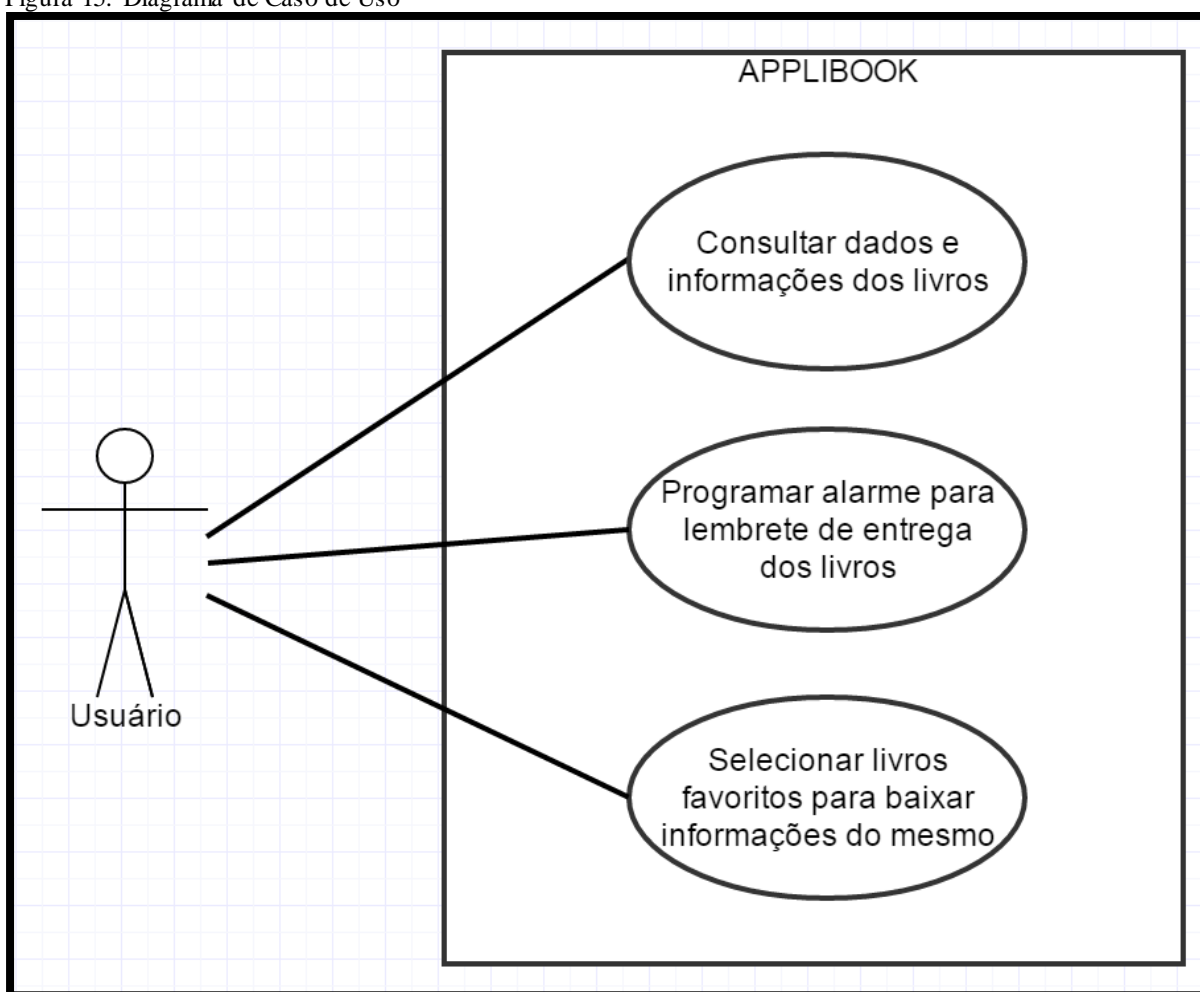 Figura 15: Diagrama de Caso de Uso
APPLIBOOK
Consultar dados e
informações dos livros
Programar alarme para
lembrete de entrega
dos livros
Usuário
Selecionar livros
favoritos para baixar
informações do mesmo